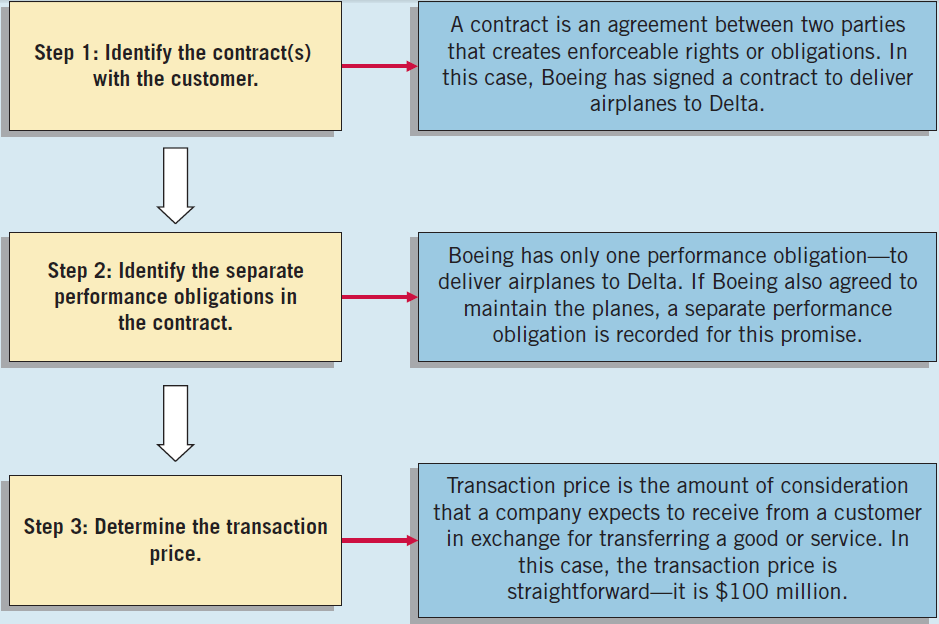 Step 1: Identify the contract(s)
with the customer.
A contract is an agreement between two parties
that creates enforceable rights or obligations. In
this case, Boeing has signed a contract to deliver
airplanes to Delta.
Step 2: Identify the separate
performance obligations in
the contract.
Boeing has only one performance obligation—to
deliver airplanes to Delta. If Boeing also agreed to
maintain the planes, a separate performance
obligation is recorded for this promise.
Step 3: Determine the transaction
price.
Transaction price is the amount of consideration
that a company expects to receive from a customer
in exchange for transferring a good or service. In
this case, the transaction price is
straightforward—it is $100 million.